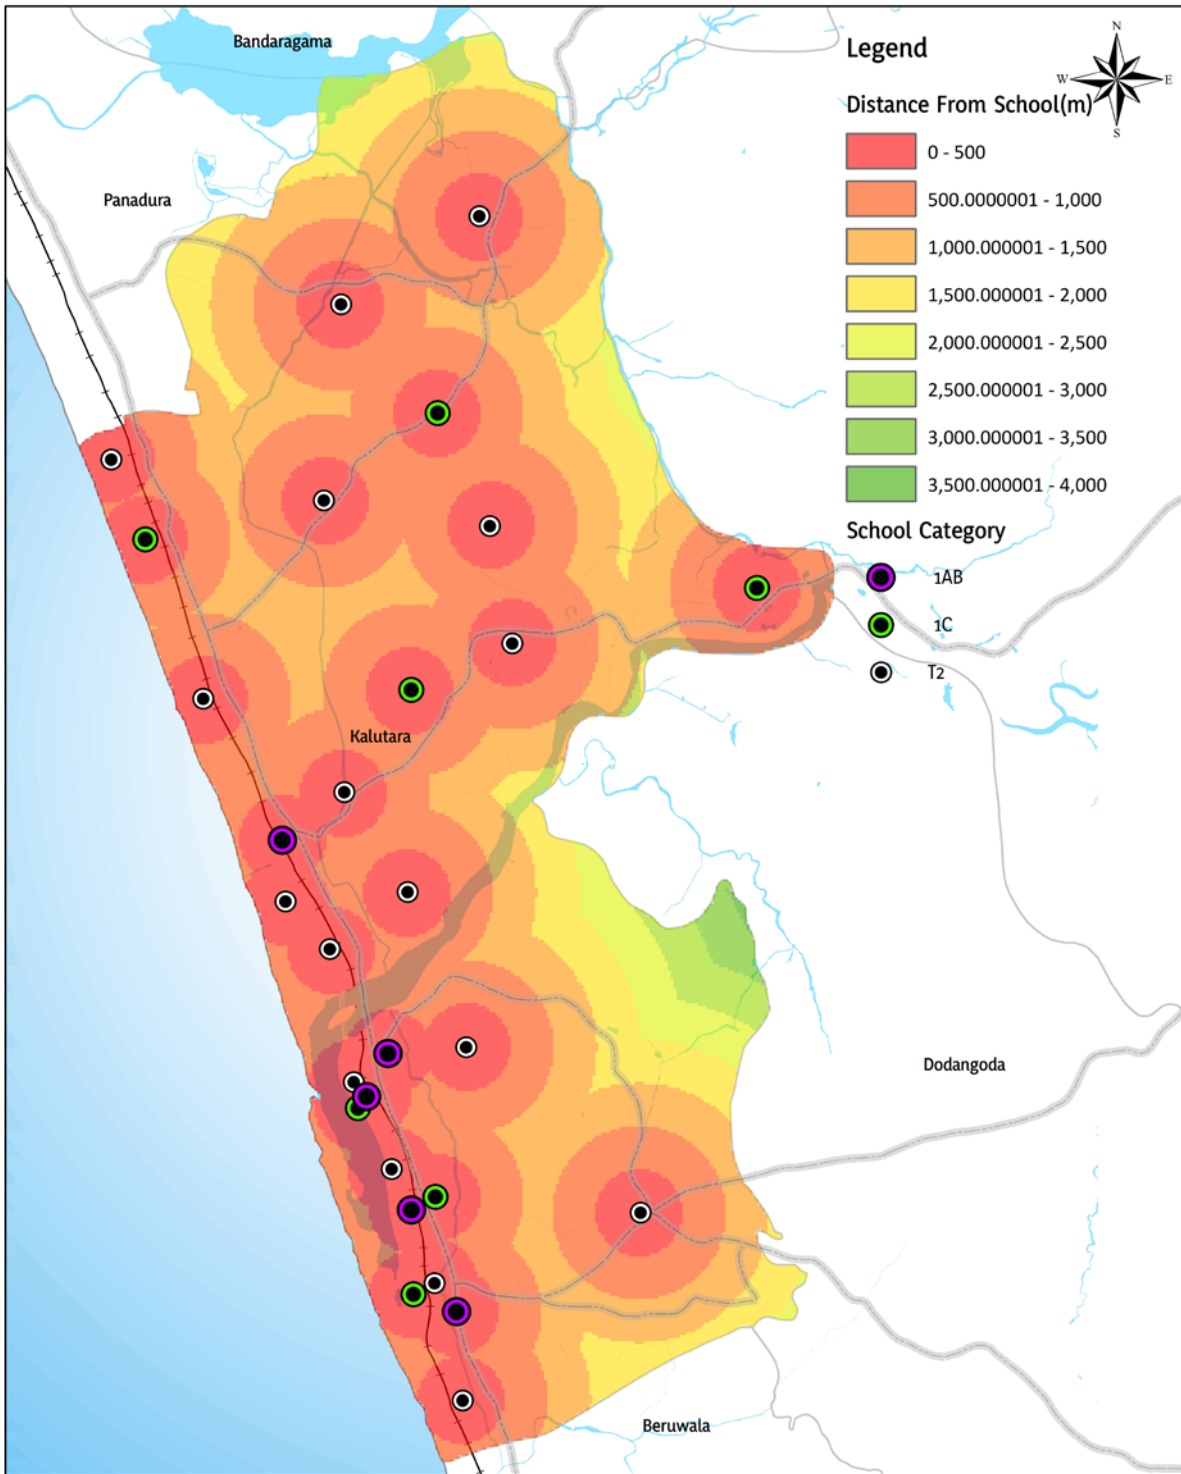 Bandaragama
Legend
N
W
E
S
Distance From School(m)
0 - 500
Panadura
500.0000001 - 1,000
1,000.000001 - 1,500
1,500.000001 - 2,000
2,000.000001 - 2,500
2,500.000001 - 3,000
3,000.000001 - 3,500
3,500.000001 - 4,000
School Category
1AB
1C
T2
Kalutara
Dodangoda
Beruwala